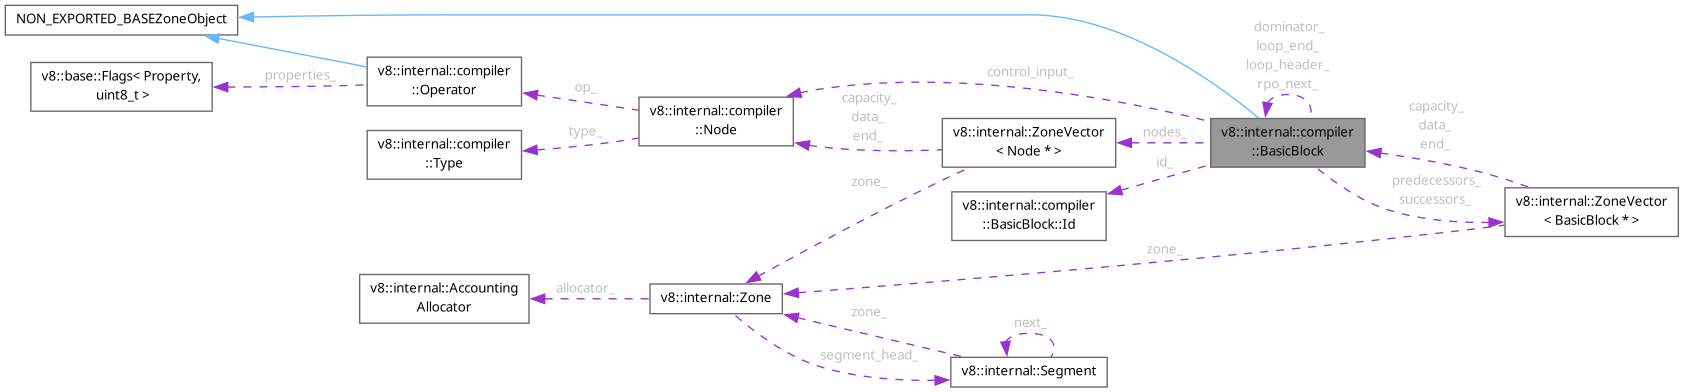 NON_EXPORTED_BASEZoneObject
v8::base::Flags< Property,
uint8_t >
properties_
v8::internal::compiler
::Operator
v8::internal::compiler
::Type
op_
type_
v8::internal::compiler
::Node
control_input_
capacity_
data_
end_
v8::internal::ZoneVector
< Node * >
nodes_
id_
v8::internal::compiler
::BasicBlock::Id
dominator_
loop_end_
loop_header_
rpo_next_
v8::internal::compiler
::BasicBlock
capacity_
data_
end_
predecessors_
successors_
v8::internal::ZoneVector
< BasicBlock * >
zone_
zone_
v8::internal::Accounting
Allocator
allocator_
v8::internal::Zone
zone_
segment_head_
next_
v8::internal::Segment